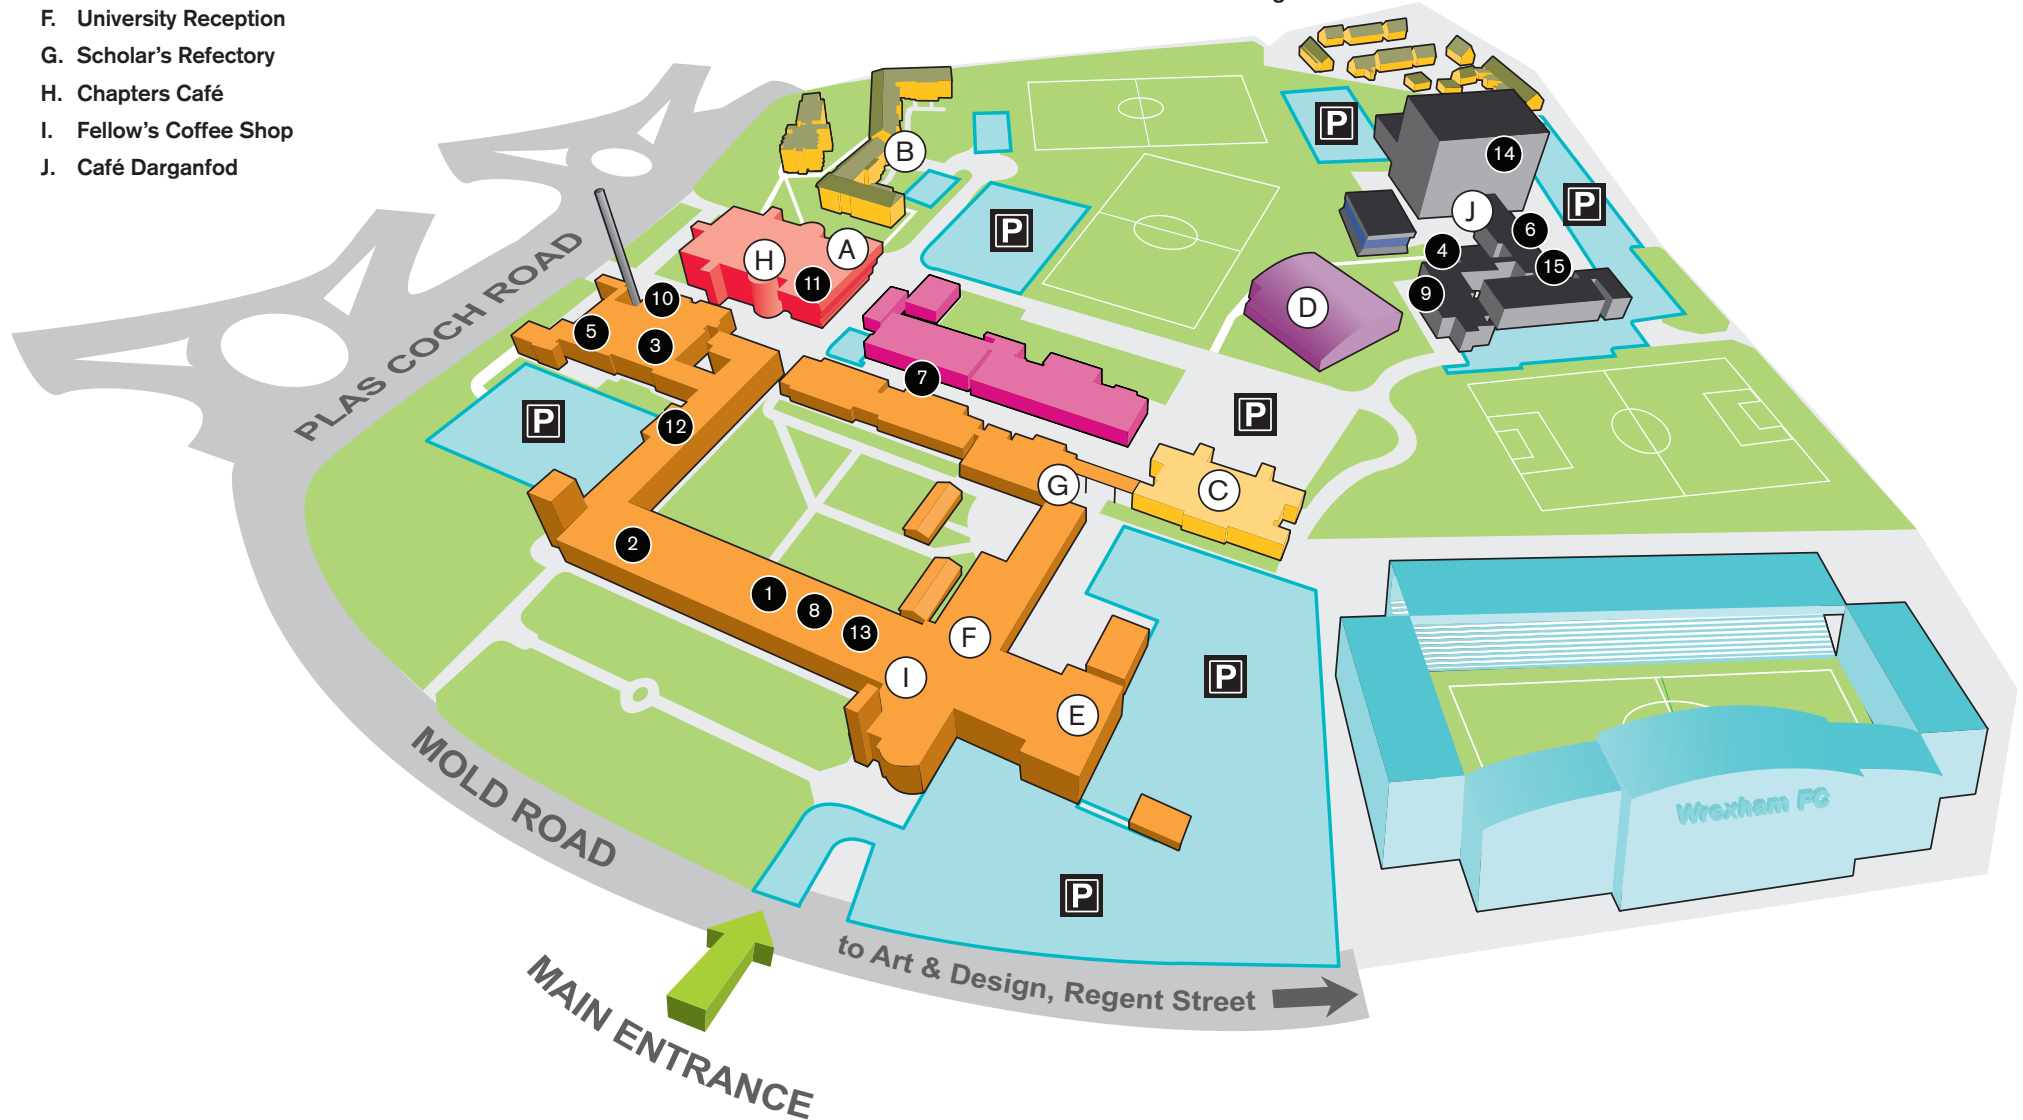 F. University Reception
G. Scholar's Refectory
H. Chapters Café
I. Fellow's Coffee Shop
J. Café Darganfod
P
14
B
J
P
P
6
A
4
H
15
11
9
10
D
5
3
7
P
P
12
G
C
2
1
8
13
F
I
P
E
P
PLAS COCH ROAD
MOLD ROAD
Wrexham FC
to Art & Design, Regent Street
MAIN ENTRANCE